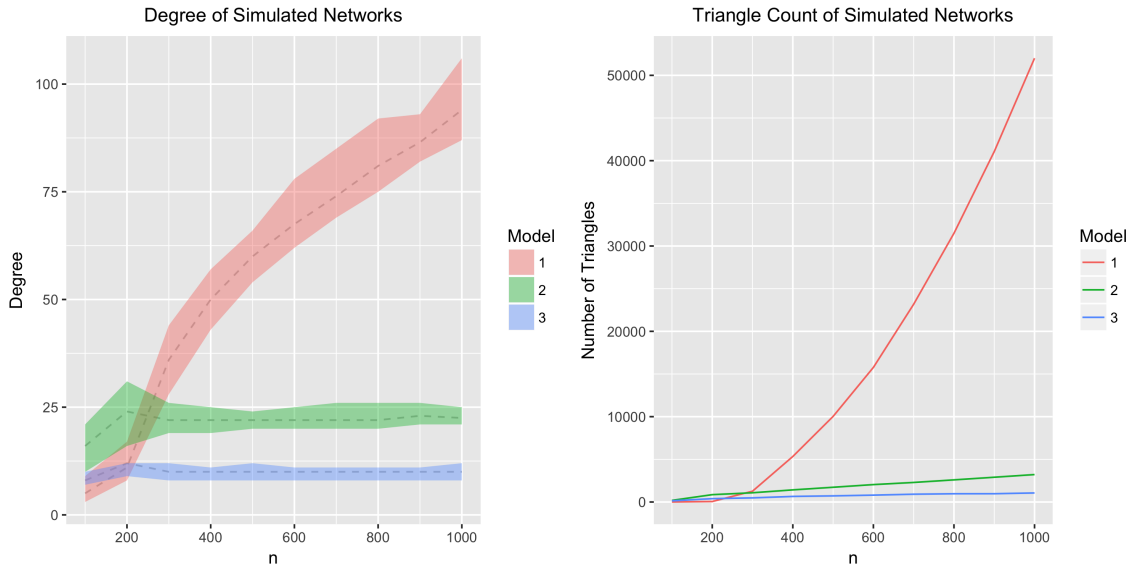 Degree of Simulated Networks
100
75
50
25
0
Degree
200 400 600 800 1000
n
Model
1
2
3
Triangle Count of Simulated Networks
50000
40000
30000
20000
10000
0
Number of Triangles
200 400 600 800 1000
n
Model
1
2
3